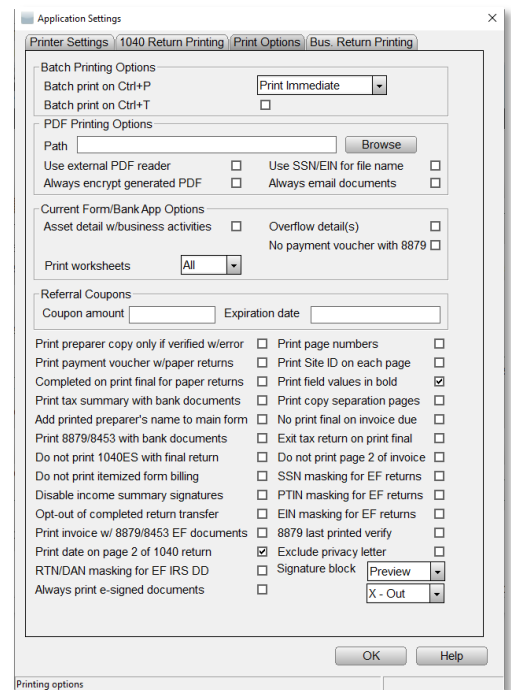 Application Settings
Printer Settings 1040 Return Printing Print Options Bus. Return Printing
Batch Printing Options
Batch print on Ctrl+P Print Immediate
Batch print on Ctrl+T
PDF Printing Options
Path Browse
Use external PDF reader Use SSN/EIN for file name
Always encrypt generated PDF Always email documents
Current Form/Bank App Options
Asset detail w/business activities Overflow detail(s)
No payment voucher with 8879
Print worksheets All
Referral Coupons
Coupon amount Expiration date
Print preparer copy only if verified w/error Print page numbers
Print payment voucher w/paper returns Print Site ID on each page
Completed on print final for paper returns Print field values in bold
Print tax summary with bank documents Print copy separation pages
Add printed preparer's name to main form No print final on invoice due
Print 8879/8453 with bank documents Exit tax return on print final
Do not print 1040ES with final return Do not print page 2 of invoice
Do not print itemized form billing SSN masking for EF returns
Disable income summary signatures PTIN masking for EF returns
Opt-out of completed return transfer EIN masking for EF returns
Print invoice w/ 8879/8453 EF documents 8879 last printed verify
Print date on page 2 of 1040 return Exclude privacy letter
RTN/DAN masking for EF IRS DD Signature block Preview
Always print e-signed documents X - Out
OK Help
Printing options